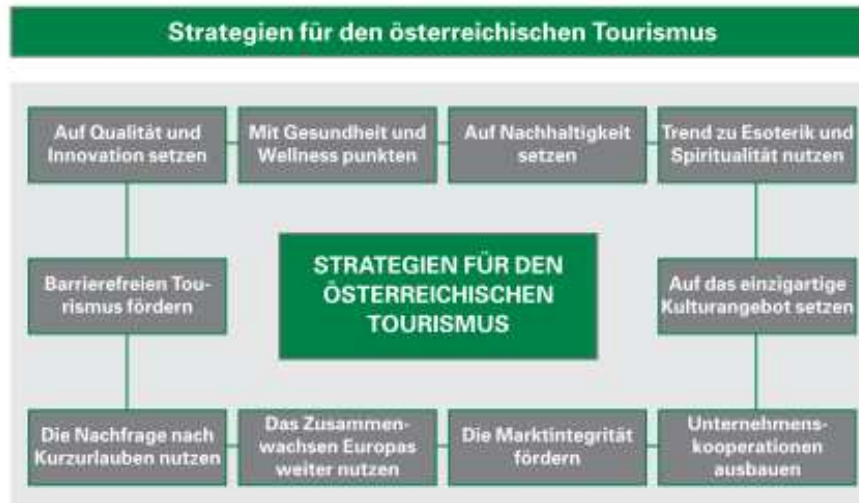 Strategien für den österreichischen Tourismus
Auf Qualität und
Innovation setzen
Mit Gesundheit und
Wellness punkten
Auf Nachhaltigkeit
setzen
Trend zu Esoterik und
Spiritualität nutzen
Barrierefreien Tou-
rismus fördern
STRATEGIEN FÜR DEN
ÖSTERREICHISCHEN
TOURISMUS
Auf das einzigartige
Kulturangebot setzen
Die Nachfrage nach
Kurzurlauben nutzen
Das Zusammen-
wachsen Europas
weiter nutzen
Die Marktintegrität
fördern
Unternehmens-
kooperationen
ausbauen